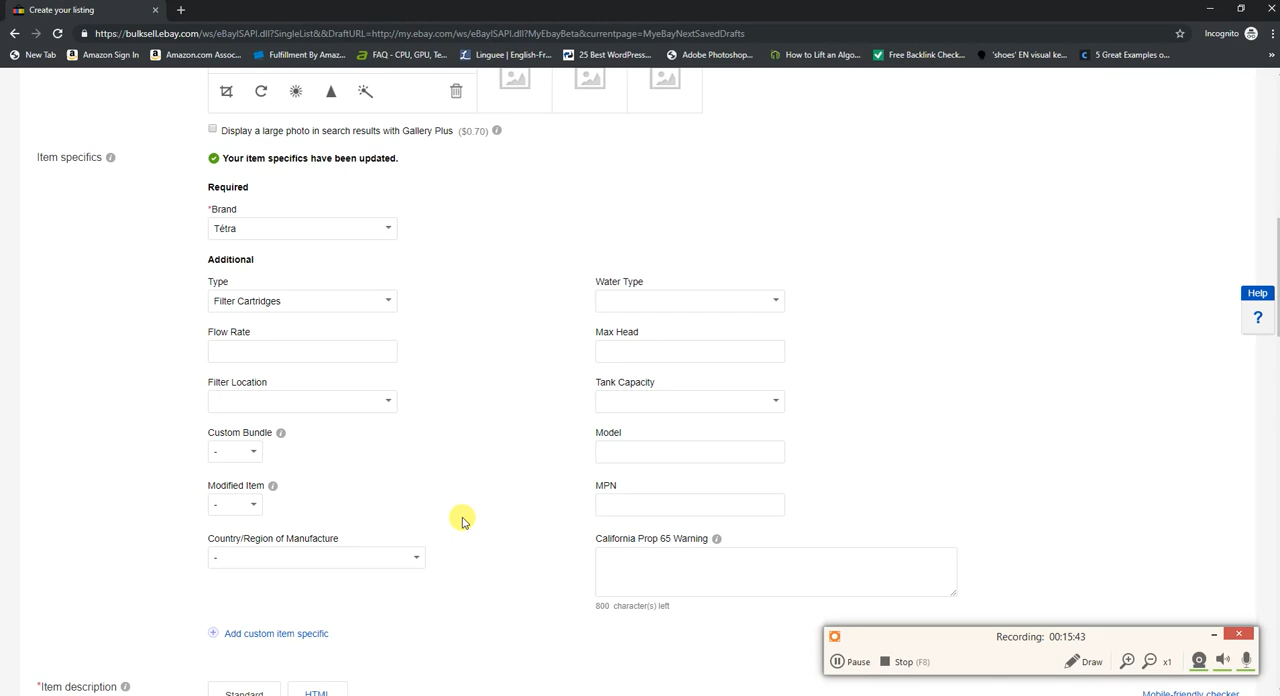 Create your listing
https://bulksell.ebay.com/ws/eBayISAPI.dll?SingleList&&DraftURL=http://my.ebay.com/ws/eBayISAPI.dll?MyEbayBeta&currentpage=MyeBayNextSavedDrafts
Incognito
New Tab
Amazon Sign In
Amazon.com Assoc...
Fulfillment By Amaz...
FAQ - CPU, GPU, Te...
Linguee | English-Fr...
25 Best WordPress...
Adobe Photoshop...
How to Lift an Algo...
Free Backlink Check...
'shoes' EN visual ke...
5 Great Examples o...
»
Display a large photo in search results with Gallery Plus ($0.70)
Item specifics
Your item specifics have been updated.
Required
*Brand
Tétra
Additional
Type
Water Type
Filter Cartridges
Help
?
Flow Rate
Max Head
Filter Location
Tank Capacity
Custom Bundle
Model
-
Modified Item
MPN
-
Country/Region of Manufacture
California Prop 65 Warning
-
800 character(s) left
Add custom item specific
Recording: 00:15:43
Pause
Stop (F8)
Draw
x1
*Item description
Standard
HTML
Mobile-friendly checker